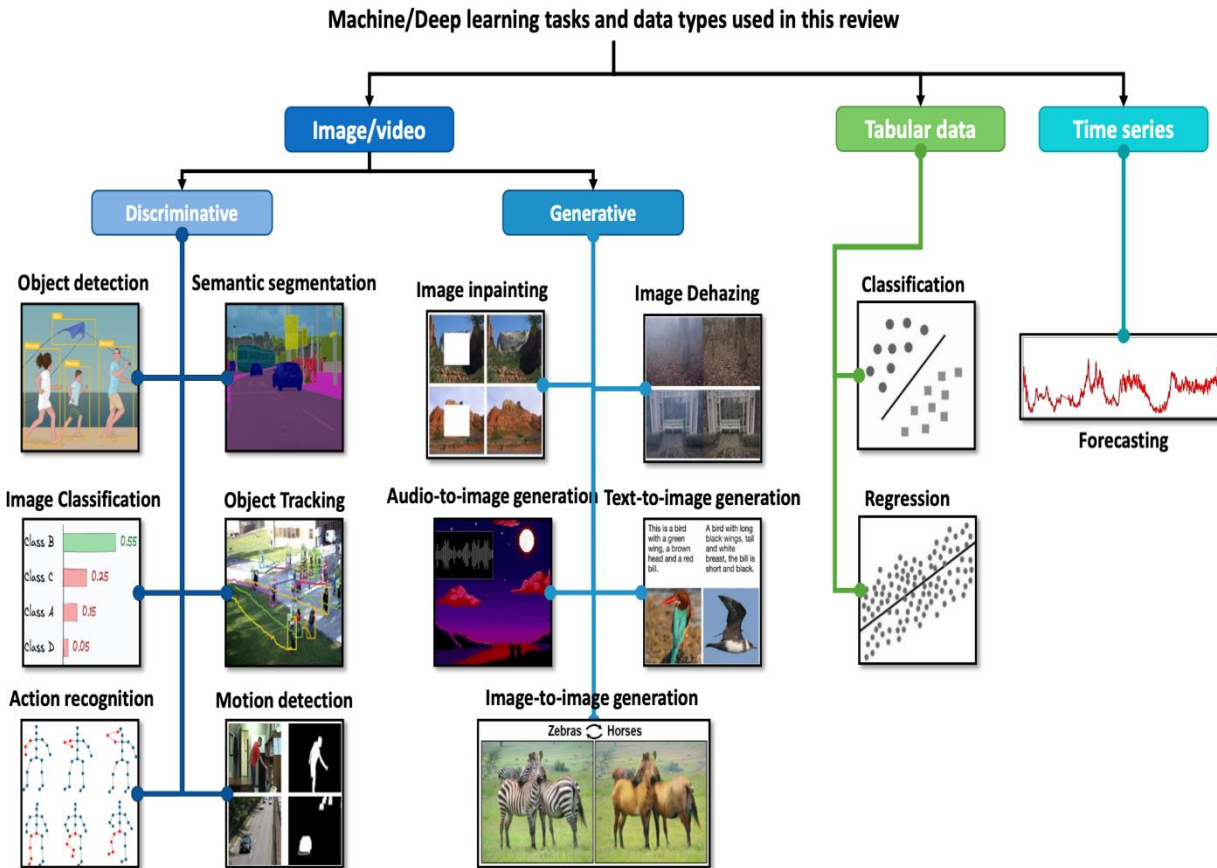 Machine/Deep learning tasks and data types used in this review
Image/video
Tabular data
Time series
Discriminative
Generative
Object detection
Semantic segmentation
Image inpainting
Image Dehazing
Classification
Forecasting
Image Classification
Class B
0.55
Class C
0.25
Class A
0.15
Class D
0.05
Object Tracking
Audio-to-image generation
Text-to-image generation
This is a bird
with a green
wing, a brown
head and a red
bill.
A bird with long
black wings, tail
and white
breast, the bill is
short and black.
Regression
Action recognition
Motion detection
Image-to-image generation
Zebras
Horses